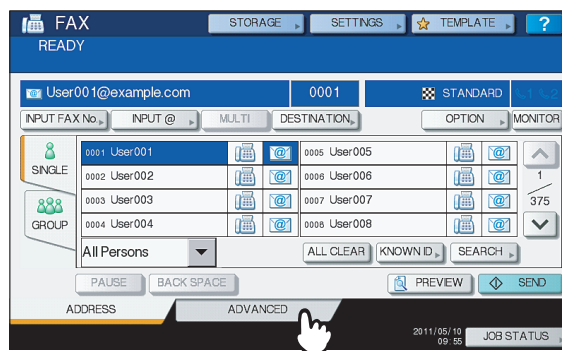 FAX STORAGE SETTINGS TEMPLATE ?
READY
User001@example.com 0001 STANDARD 1 2
INPUT FAX No. INPUT @ MULTI DESTINATION OPTION MONITOR
SINGLE
GROUP
0001 User001
0002 User002
0003 User003
0004 User004
0005 User005
0006 User006
0007 User007
0008 User008
1
375
All Persons ALL CLEAR KNOWN ID SEARCH
PAUSE BACK SPACE PREVIEW SEND
ADDRESS ADVANCED
2011/05/10
09:55
JOB STATUS